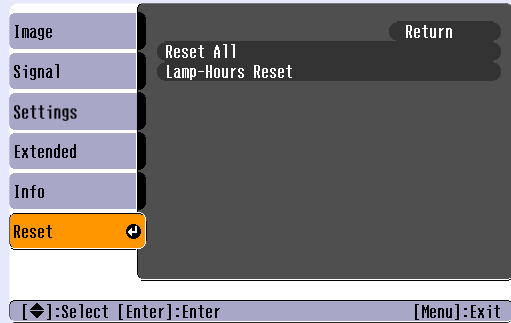 Image
Signal
Settings
Extended
Info
Reset
Return
Reset All
Lamp-Hours Reset
[◆]:Select [Enter]:Enter [Menu]:Exit